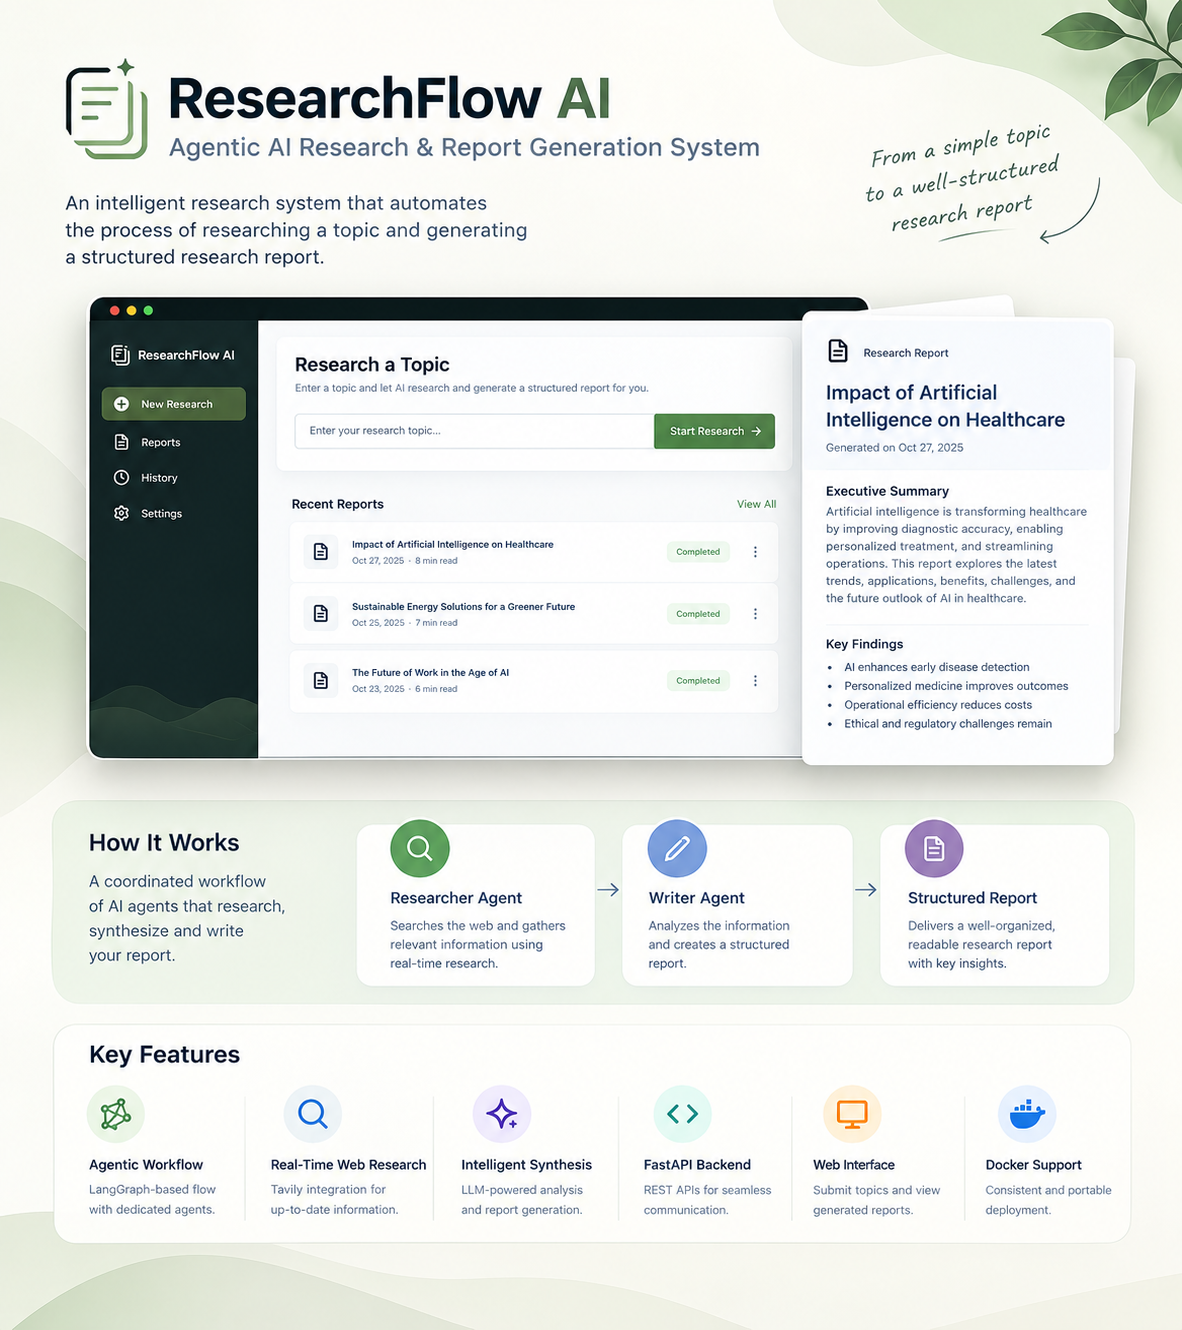 ResearchFlow AI
Agentic AI Research & Report Generation System
An intelligent research system that automates
the process of researching a topic and generating
a structured research report.
From a simple topic
to a well-structured
research report
ResearchFlow AI
New Research
Reports
History
Settings
Research a Topic
Enter a topic and let AI research and generate a structured report for you.
Enter your research topic...
Start Research →
Recent Reports
View All
Impact of Artificial Intelligence on Healthcare
Oct 27, 2025 · 8 min read
Completed
Sustainable Energy Solutions for a Greener Future
Oct 25, 2025 · 7 min read
Completed
The Future of Work in the Age of AI
Oct 23, 2025 · 6 min read
Completed
Research Report
Impact of Artificial
Intelligence on Healthcare
Generated on Oct 27, 2025
Executive Summary
Artificial intelligence is transforming healthcare
by improving diagnostic accuracy, enabling
personalized treatment, and streamlining
operations. This report explores the latest
trends, applications, benefits, challenges, and
the future outlook of AI in healthcare.
Key Findings
• AI enhances early disease detection
• Personalized medicine improves outcomes
• Operational efficiency reduces costs
• Ethical and regulatory challenges remain
How It Works
A coordinated workflow
of AI agents that research,
synthesize and write
your report.
Researcher Agent
Searches the web and gathers
relevant information using
real-time research.
Writer Agent
Analyzes the information
and creates a structured
report.
Structured Report
Delivers a well-organized,
readable research report
with key insights.
Key Features
Agentic Workflow
LangGraph-based flow
with dedicated agents.
Real-Time Web Research
Tavily integration for
up-to-date information.
Intelligent Synthesis
LLM-powered analysis
and report generation.
FastAPI Backend
REST APIs for seamless
communication.
Web Interface
Submit topics and view
generated reports.
Docker Support
Consistent and portable
deployment.